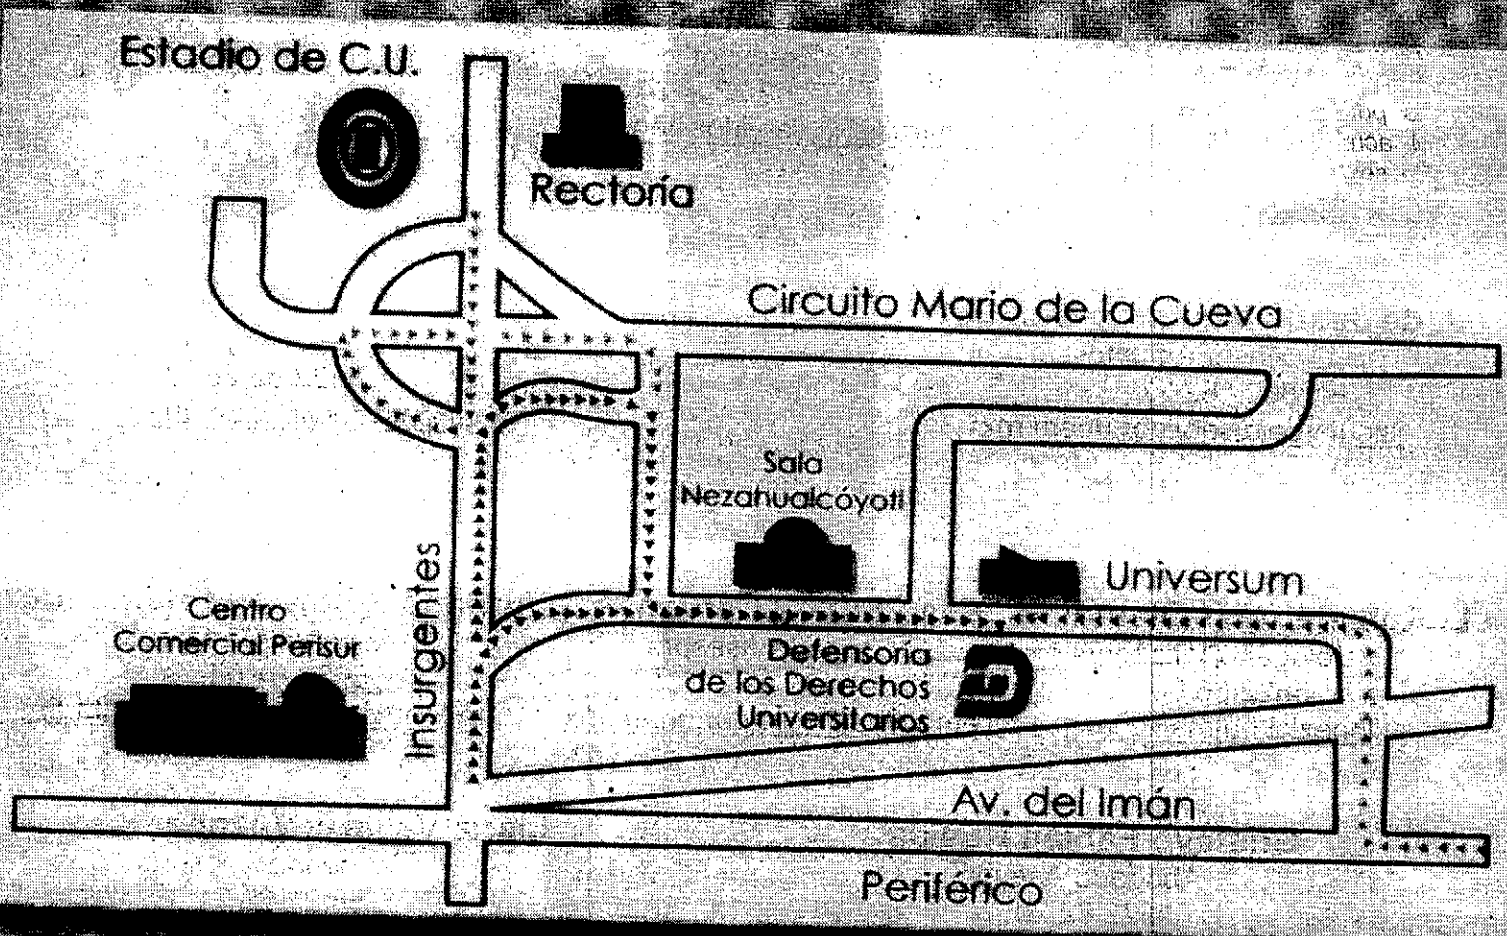 Estadio de C.U.
Rectoría
Circuito Mario de la Cueva
Sala
Nezahualcóyotl
Universum
Insurgentes
Centro
Comercial Perisur
Defensoría
de los Derechos
Universitarios
Av. del Imán
Periférico